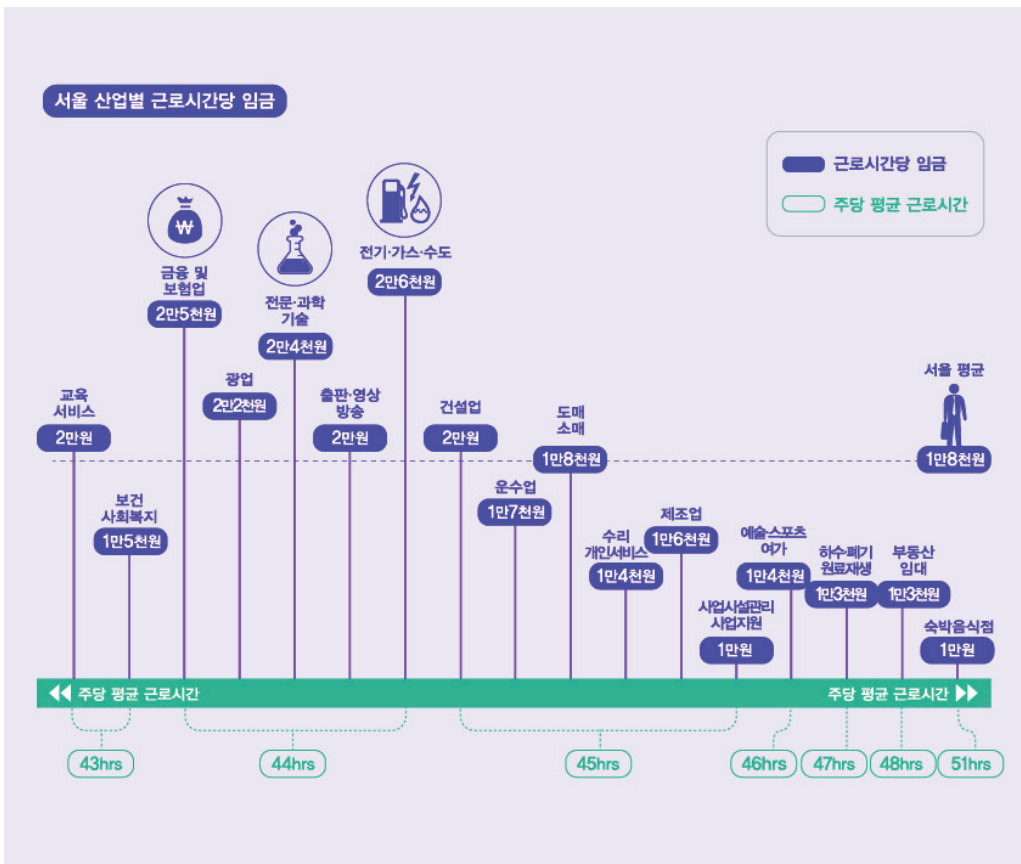 서울 산업별 근로시간당 임금
근로시간당 임금
주당 평균 근로시간
교육
서비스
2만원
보건
사회복지
1만5천원
금융 및
보험업
2만5천원
광업
2만2천원
전문·과학
기술
2만4천원
출판·영상
방송
2만원
전기·가스·수도
2만6천원
건설업
2만원
운수업
1만7천원
도매
소매
1만8천원
수리
개인서비스
1만4천원
제조업
1만6천원
사업시설관리
사업지원
1만원
예술·스포츠
여가
1만4천원
하수·폐기
원료재생
1만3천원
부동산
임대
1만3천원
숙박음식점
1만원
서울 평균
1만8천원
주당 평균 근로시간
주당 평균 근로시간
43hrs
44hrs
45hrs
46hrs
47hrs
48hrs
51hrs